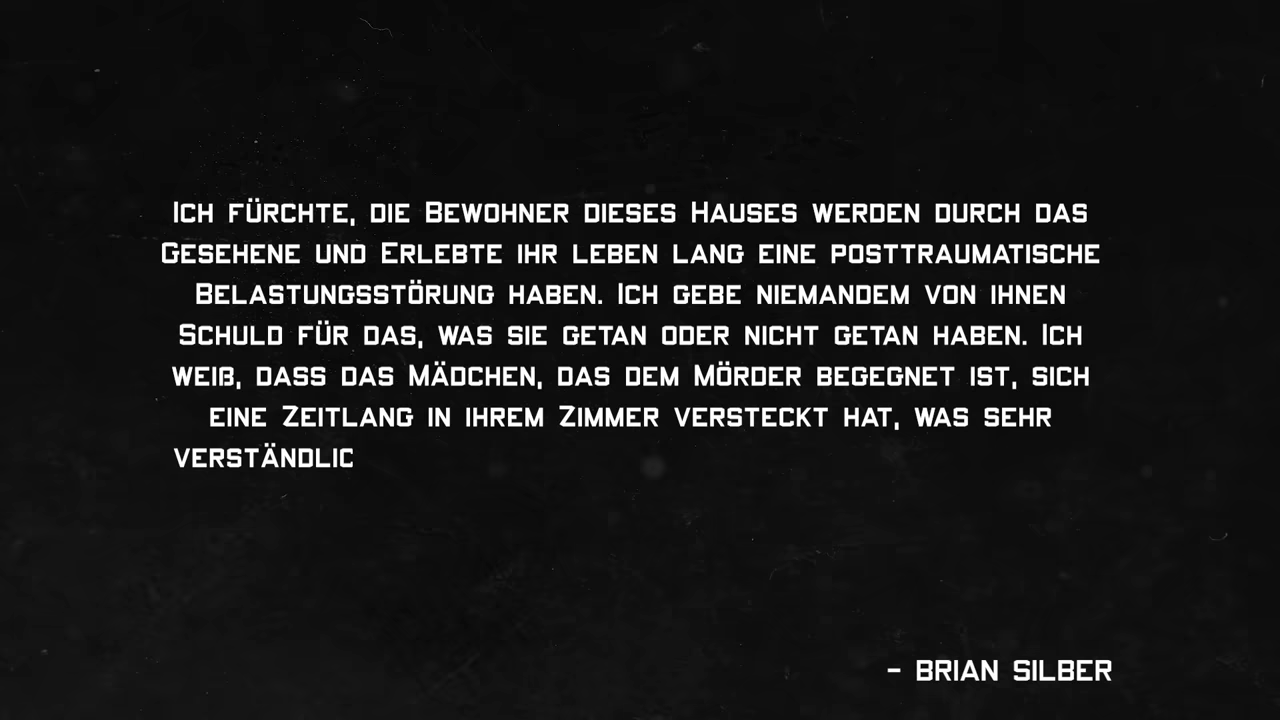 Ich fürchte, die Bewohner dieses Hauses werden durch das
Gesehene und Erlebte ihr leben lang eine posttraumatische
Belastungsstörung haben. Ich gebe niemandem von ihnen
Schuld für das, was sie getan oder nicht getan haben. Ich
weiß, dass das Mädchen, das dem Mörder begegnet ist, sich
eine Zeitlang in ihrem Zimmer versteckt hat, was sehr
verständlic
- BRIAN SILBER